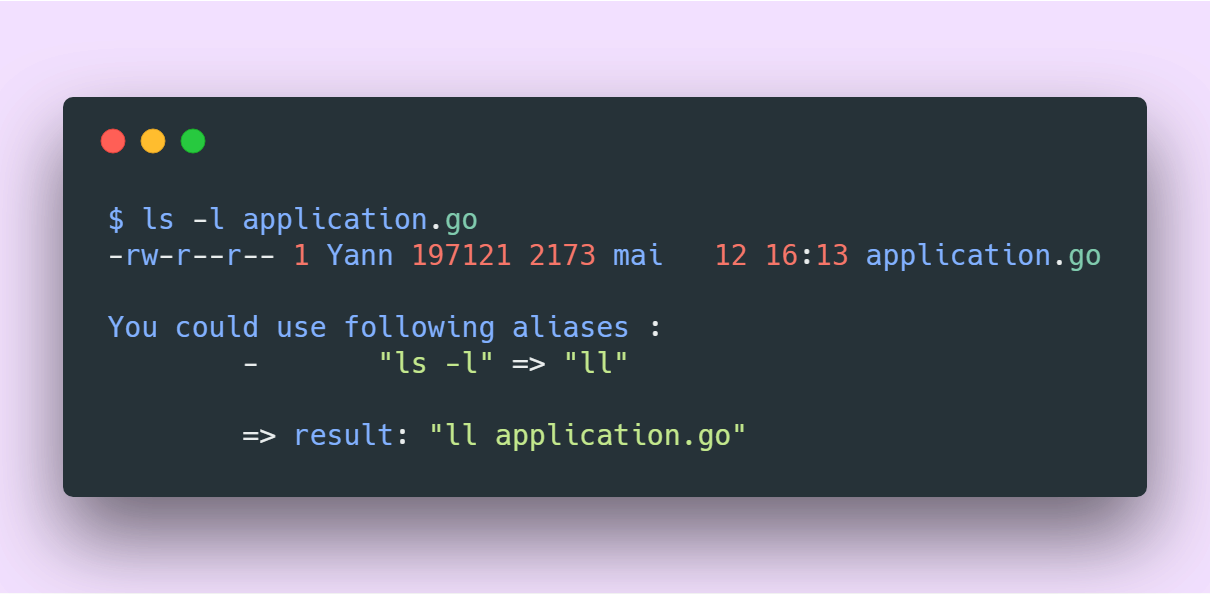 $ ls -l application.go
-rw-r--r-- 1 Yann 197121 2173 mai   12 16:13 application.go
You could use following aliases :
        -       "ls -l" => "ll"
        => result: "ll application.go"